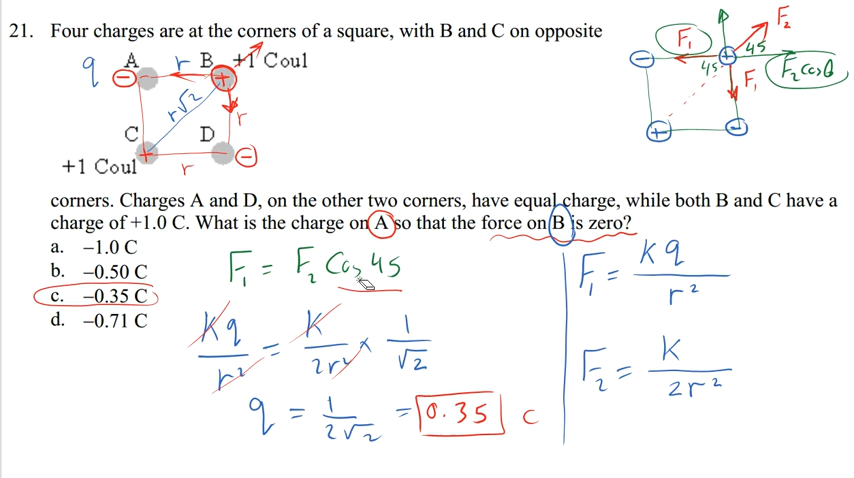 21. Four charges are at the corners of a square, with B and C on opposite
q A r B +1 Coul
r√2 r
C D
+1 Coul r
F₂
F₁ 45
45 F₁ F₂cosθ
corners. Charges A and D, on the other two corners, have equal charge, while both B and C have a
charge of +1.0 C. What is the charge on A so that the force on B is zero?
a. −1.0 C
b. −0.50 C
c. −0.35 C
d. −0.71 C
F₁ = F₂ Cos 45
Kq/r² = K/2r² × 1/√2
q = 1/2√2 = 0.35 C
F₁ = Kq/r²
F₂ = K/2r²